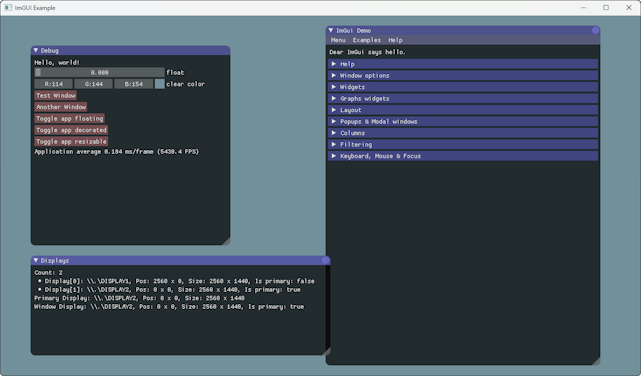 ImGUI Example
Debug
Hello, world!
0.000 float
R:114 G:144 B:154 clear color
Test Window
Another Window
Toggle app floating
Toggle app decorated
Toggle app resizable
Application average 0.184 ms/frame (5430.4 FPS)
Displays
Count: 2
Display[0]: \\.\DISPLAY1, Pos: 2560 x 0, Size: 2560 x 1440, Is primary: false
Display[1]: \\.\DISPLAY2, Pos: 0 x 0, Size: 2560 x 1440, Is primary: true
Primary Display: \\.\DISPLAY2, Pos: 0 x 0, Size: 2560 x 1440
Window Display: \\.\DISPLAY2, Pos: 0 x 0, Size: 2560 x 1440, Is primary: true
ImGui Demo
Menu Examples Help
Dear ImGui says hello.
Help
Window options
Widgets
Graphs widgets
Layout
Popups & Modal windows
Columns
Filtering
Keyboard, Mouse & Focus